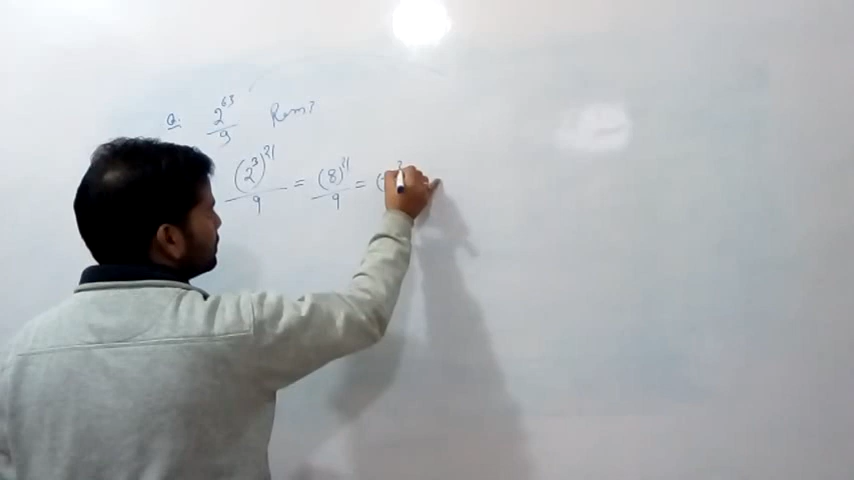 Q. 2^63/9 Rem?
(2^3)^21/9 = (8)^21/9 = (